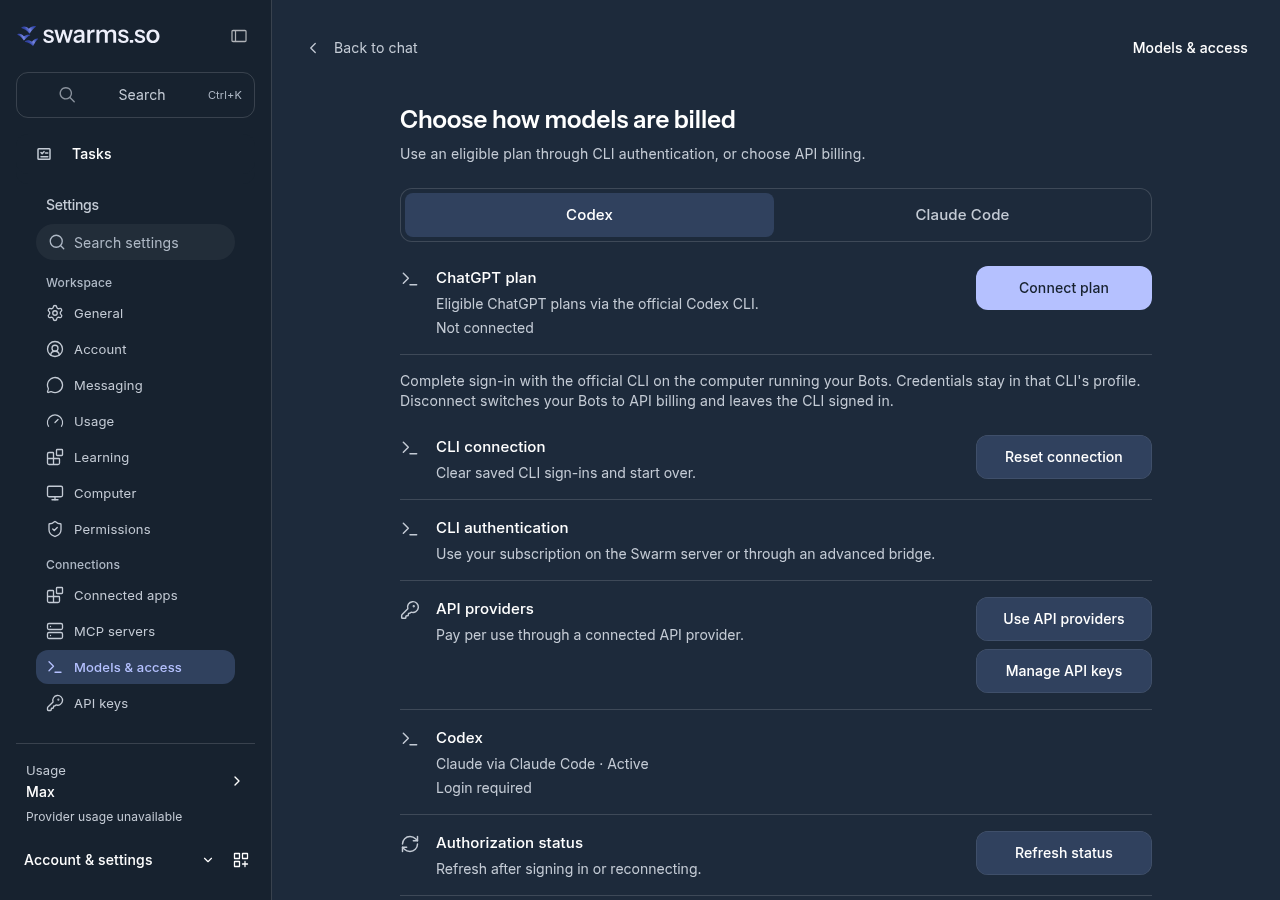 swarms.so
Search
Ctrl+K
Tasks
Settings
Search settings
Workspace
General
Account
Messaging
Usage
Learning
Computer
Permissions
Connections
Connected apps
MCP servers
Models & access
API keys
Usage
Max
Provider usage unavailable
Account & settings
Back to chat
Models & access
Choose how models are billed
Use an eligible plan through CLI authentication, or choose API billing.
Codex
Claude Code
ChatGPT plan
Eligible ChatGPT plans via the official Codex CLI.
Not connected
Connect plan
Complete sign-in with the official CLI on the computer running your Bots. Credentials stay in that CLI's profile.
Disconnect switches your Bots to API billing and leaves the CLI signed in.
CLI connection
Clear saved CLI sign-ins and start over.
Reset connection
CLI authentication
Use your subscription on the Swarm server or through an advanced bridge.
API providers
Pay per use through a connected API provider.
Use API providers
Manage API keys
Codex
Claude via Claude Code · Active
Login required
Authorization status
Refresh after signing in or reconnecting.
Refresh status